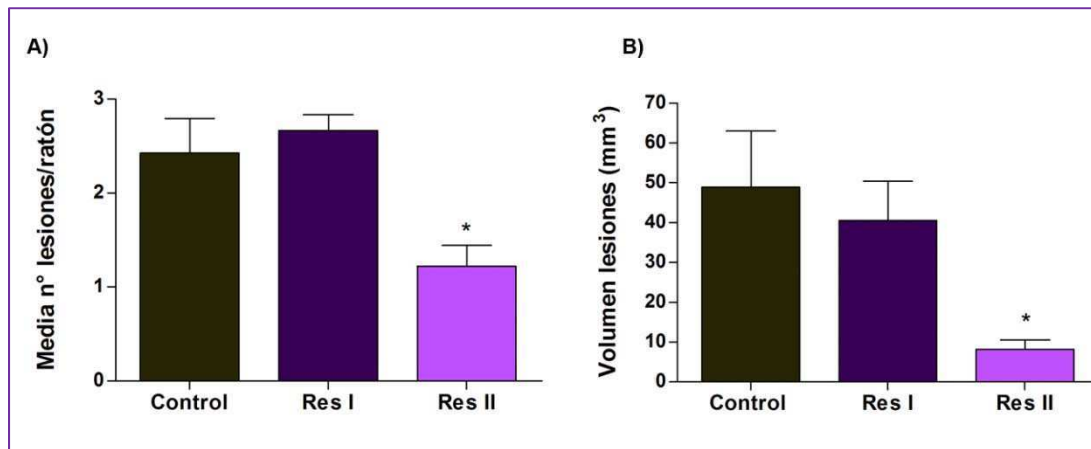 A)
Media n° lesiones/ratón
3
2
1
0
Control Res I Res II
*
B)
Volumen lesiones (mm³)
70
60
50
40
30
20
10
0
Control Res I Res II
*